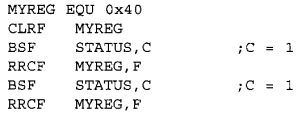 MYREG EQU 0x40
CLRF MYREG
BSF STATUS,C ;C = 1
RRCF MYREG,F
BSF STATUS,C ;C = 1
RRCF MYREG,F